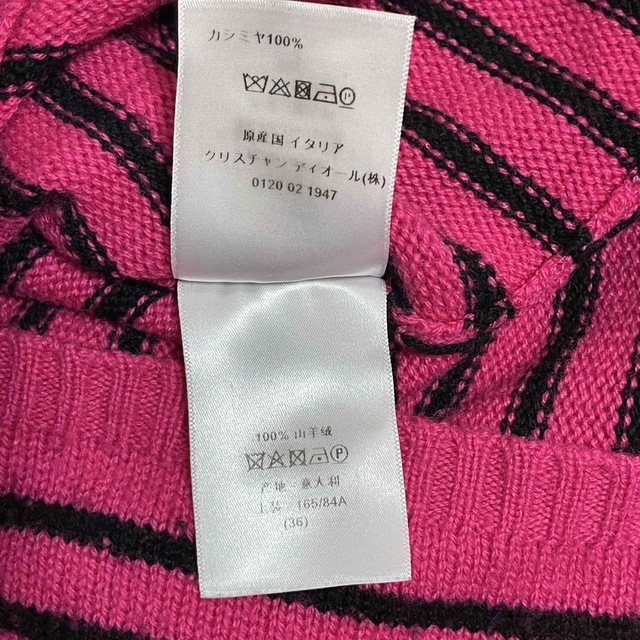 カシミヤ100%
P
原産国 イタリア
クリスチャン ディオール(株)
0120 02 1947
100% 山羊绒
P
产地 意大利
上装 165/84A
(36)